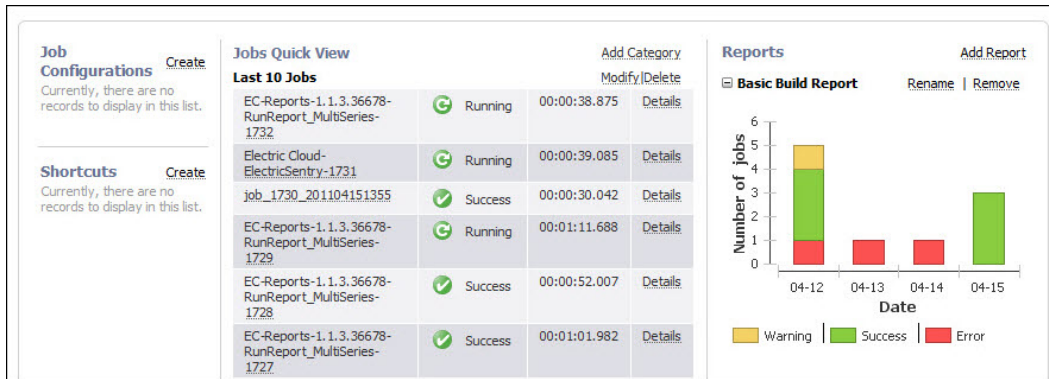 Job
Configurations
Create
Currently, there are no
records to display in this list.
Shortcuts
Create
Currently, there are no
records to display in this list.
Jobs Quick View
Add Category
Last 10 Jobs
Modify|Delete
EC-Reports-1.1.3.36678-
RunReport_MultiSeries-
1732
Running
00:00:38.875
Details
Electric Cloud-
ElectricSentry-1731
Running
00:00:39.085
Details
job_1730_201104151355
Success
00:00:30.042
Details
EC-Reports-1.1.3.36678-
RunReport_MultiSeries-
1729
Running
00:01:11.688
Details
EC-Reports-1.1.3.36678-
RunReport_MultiSeries-
1728
Success
00:00:52.007
Details
EC-Reports-1.1.3.36678-
RunReport_MultiSeries-
1727
Success
00:01:01.982
Details
Reports
Add Report
Basic Build Report
Rename | Remove
Number of jobs
6
5
4
3
2
1
0
04-12 04-13 04-14 04-15
Date
Warning Success Error